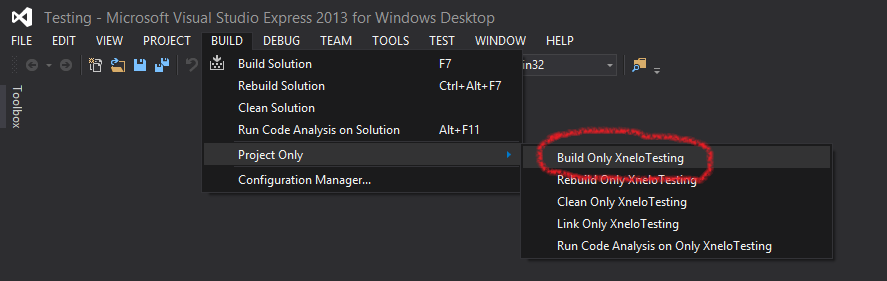 Testing - Microsoft Visual Studio Express 2013 for Windows Desktop
FILE EDIT VIEW PROJECT BUILD DEBUG TEAM TOOLS TEST WINDOW HELP
Toolbox
Build Solution F7
in32
Rebuild Solution Ctrl+Alt+F7
Clean Solution
Run Code Analysis on Solution Alt+F11
Project Only
Configuration Manager...
Build Only XneloTesting
Rebuild Only XneloTesting
Clean Only XneloTesting
Link Only XneloTesting
Run Code Analysis on Only XneloTesting